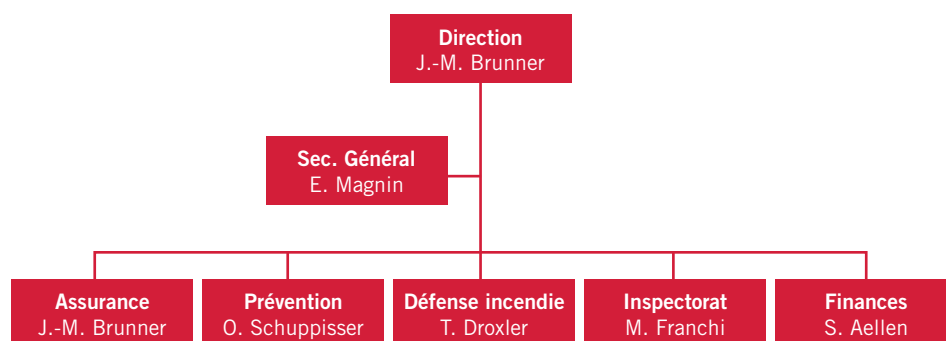 Direction
J.-M. Brunner
Sec. Général
E. Magnin
Assurance
J.-M. Brunner
Prévention
O. Schuppisser
Défense incendie
T. Droxler
Inspectorat
M. Franchi
Finances
S. Aellen